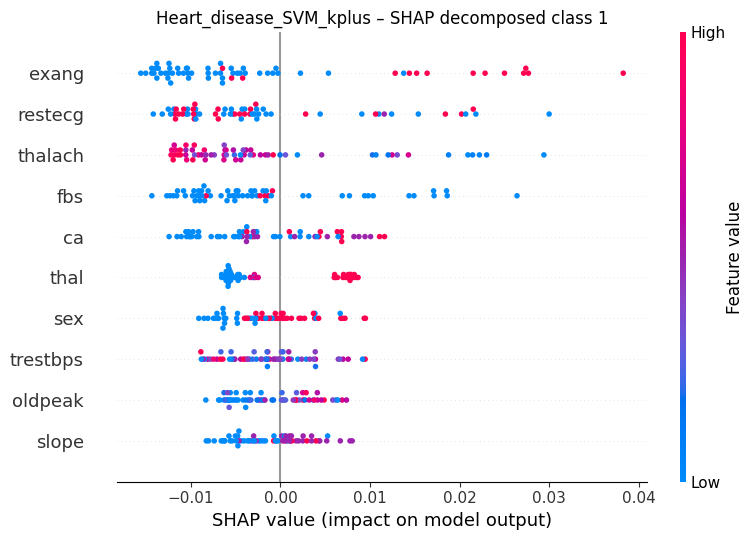 Heart_disease_SVM_kplus – SHAP decomposed class 1
High
exang
restecg
thalach
fbs
ca
thal
sex
trestbps
oldpeak
slope
Feature value
Low
−0.01 0.00 0.01 0.02 0.03 0.04
SHAP value (impact on model output)